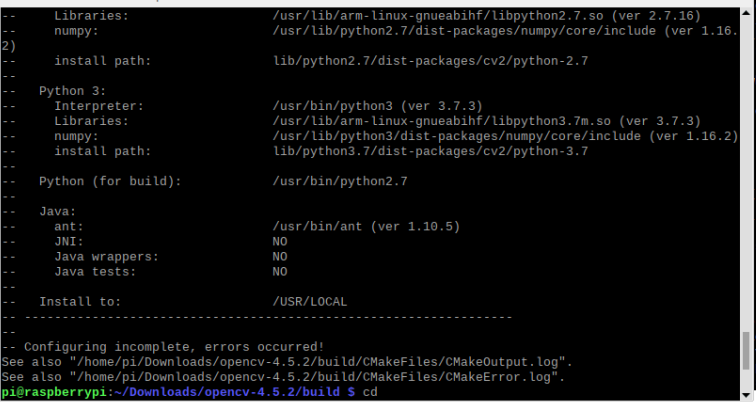 --     Libraries:                   /usr/lib/arm-linux-gnueabihf/libpython2.7.so (ver 2.7.16)
--     numpy:                       /usr/lib/python2.7/dist-packages/numpy/core/include (ver 1.16.
2)
--     install path:                lib/python2.7/dist-packages/cv2/python-2.7
--
--   Python 3:
--     Interpreter:                 /usr/bin/python3 (ver 3.7.3)
--     Libraries:                   /usr/lib/arm-linux-gnueabihf/libpython3.7m.so (ver 3.7.3)
--     numpy:                       /usr/lib/python3/dist-packages/numpy/core/include (ver 1.16.2)
--     install path:                lib/python3.7/dist-packages/cv2/python-3.7
--
--   Python (for build):            /usr/bin/python2.7
--
--   Java:
--     ant:                         /usr/bin/ant (ver 1.10.5)
--     JNI:                         NO
--     Java wrappers:               NO
--     Java tests:                  NO
--
--   Install to:                    /USR/LOCAL
-- -----------------------------------------------------------------
--
-- Configuring incomplete, errors occurred!
See also "/home/pi/Downloads/opencv-4.5.2/build/CMakeFiles/CMakeOutput.log".
See also "/home/pi/Downloads/opencv-4.5.2/build/CMakeFiles/CMakeError.log".
pi@raspberrypi:~/Downloads/opencv-4.5.2/build $ cd